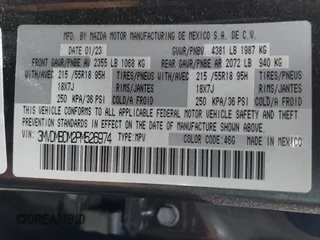 MFD. BY MAZDA MOTOR MANUFACTURING DE MEXICO S.A. DE C.V.
DATE 01/23 GVWR/PNBV 4381 LB 1987 KG
FRONT GAWR/PNBE AV 2355 LB 1068 KG REAR GAWR/PNBE AR 2072 LB 940 KG
WITH/AVEC 215 /55R18 95H TIRES/PNEUS WITH/AVEC 215 /55R18 95H TIRES/PNEUS
18X7J RIMS/JANTES 18X7J RIMS/JANTES
250 KPA/36 PSI COLD/A FROID 250 KPA/36 PSI COLD/A FROID
THIS VEHICLE CONFORMS TO ALL APPLICABLE FEDERAL MOTOR VEHICLE SAFETY
BUMPER, AND THEFT PREVENTION STANDARDS IN EFFECT ON
THE DATE OF MANUFACTURE SHOWN ABOVE.
VIN: 3MVDMBDM2PM526974 TYPE: MPV COLOR CODE: 46G MADE IN MEXICO
IDREAMBID